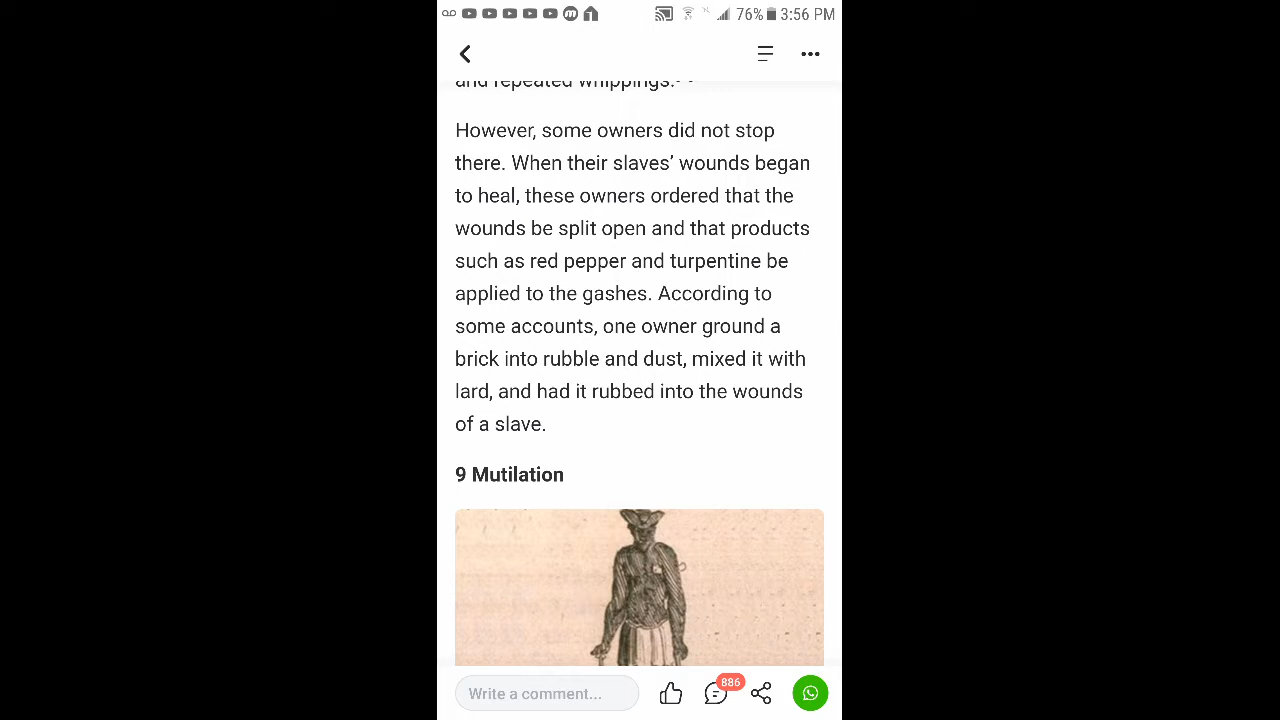 76% 3:56 PM
and repeated whippings.
However, some owners did not stop
there. When their slaves’ wounds began
to heal, these owners ordered that the
wounds be split open and that products
such as red pepper and turpentine be
applied to the gashes. According to
some accounts, one owner ground a
brick into rubble and dust, mixed it with
lard, and had it rubbed into the wounds
of a slave.
9 Mutilation
886
Write a comment...